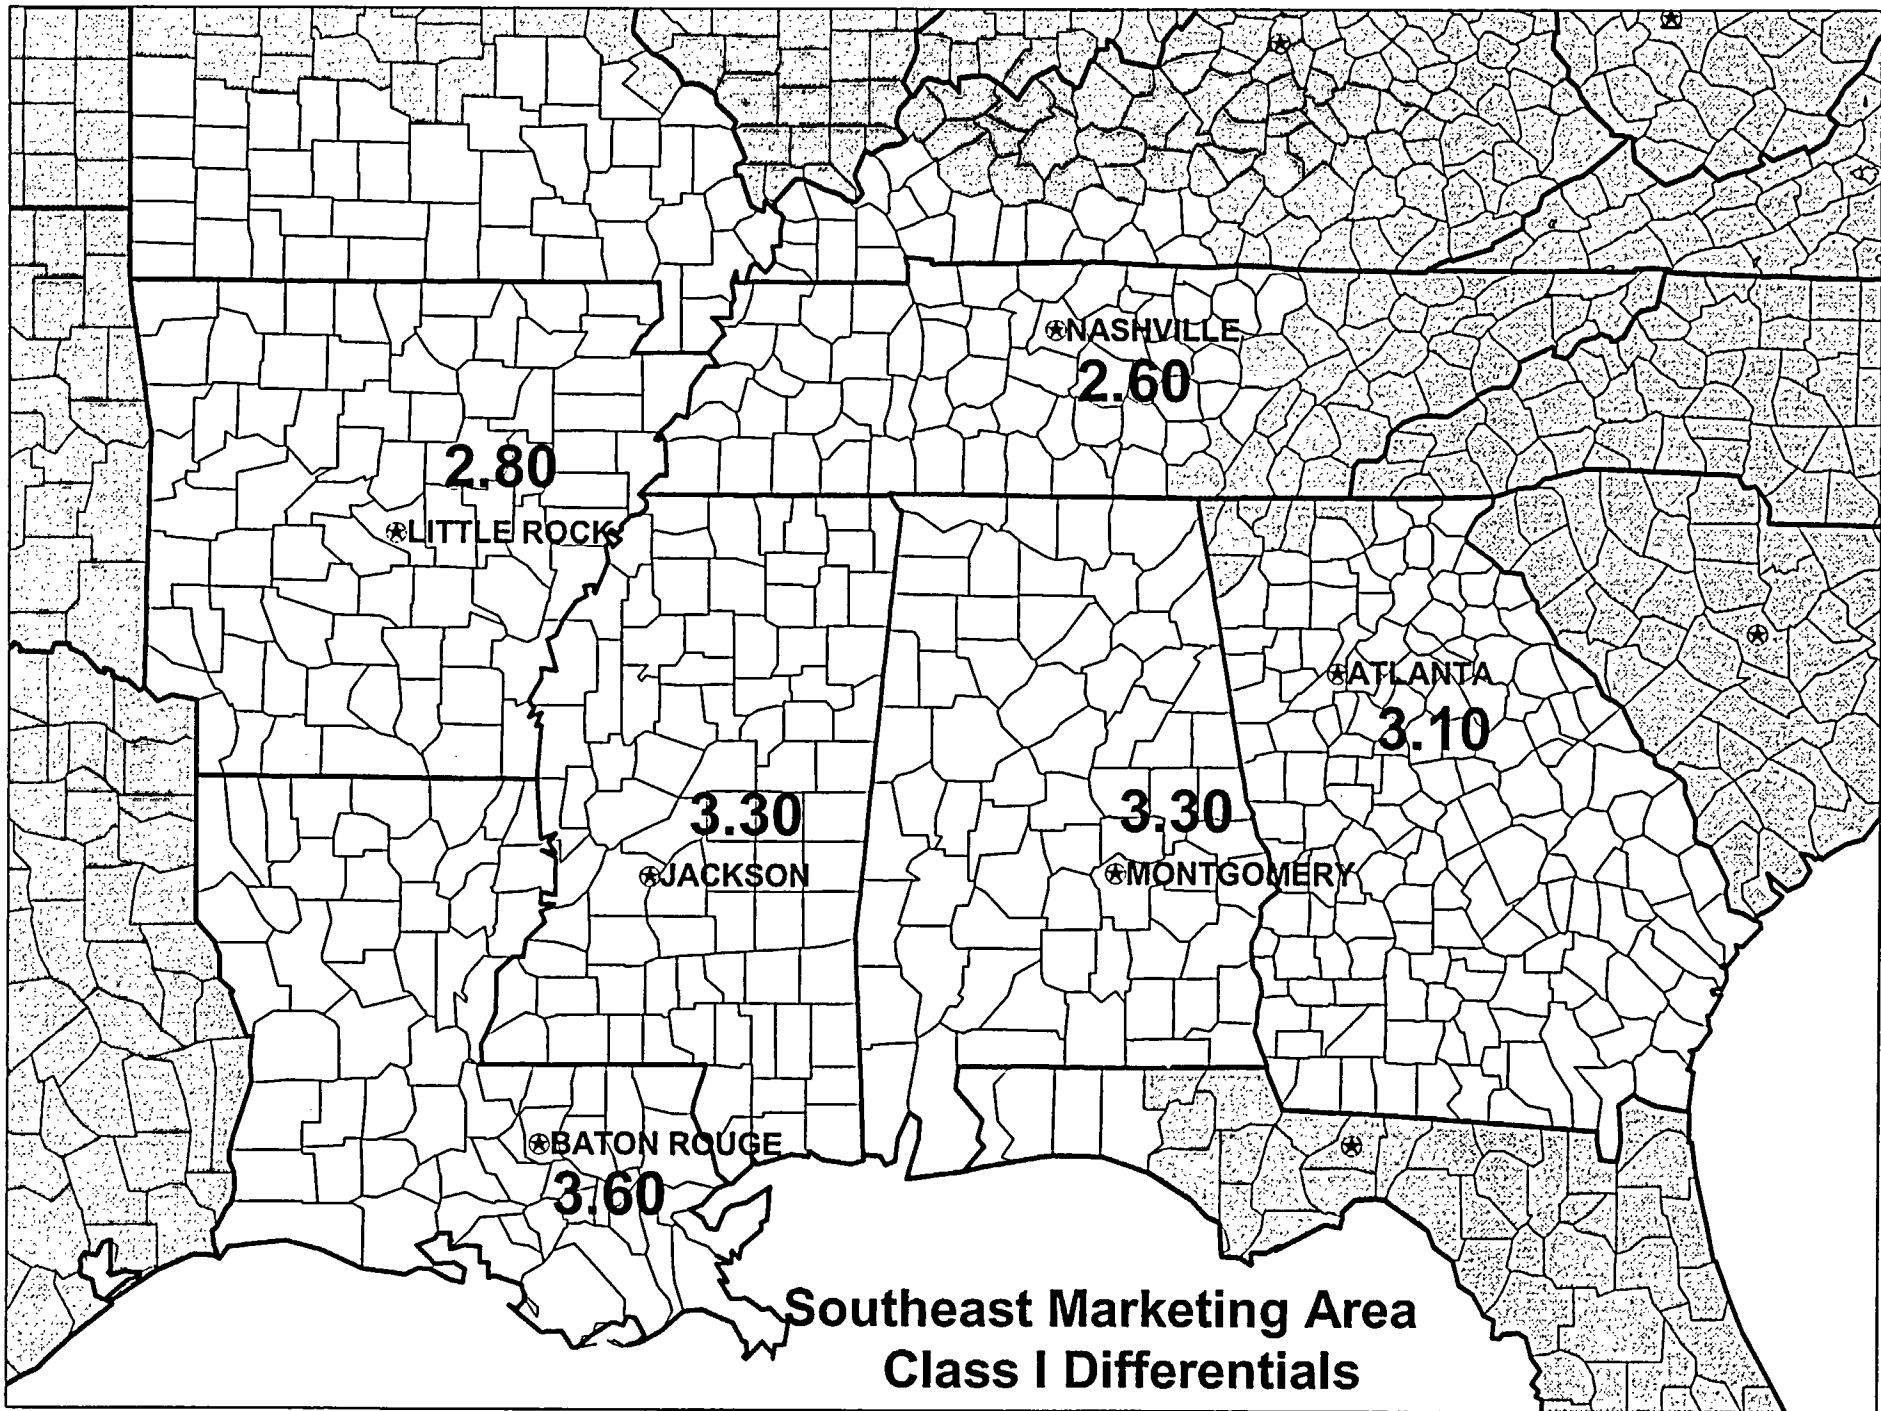 NASHVILLE
2.60
2.80
LITTLE ROCK
ATLANTA
3.10
3.30
JACKSON
3.30
MONTGOMERY
BATON ROUGE
3.60
Southeast Marketing Area
Class I Differentials